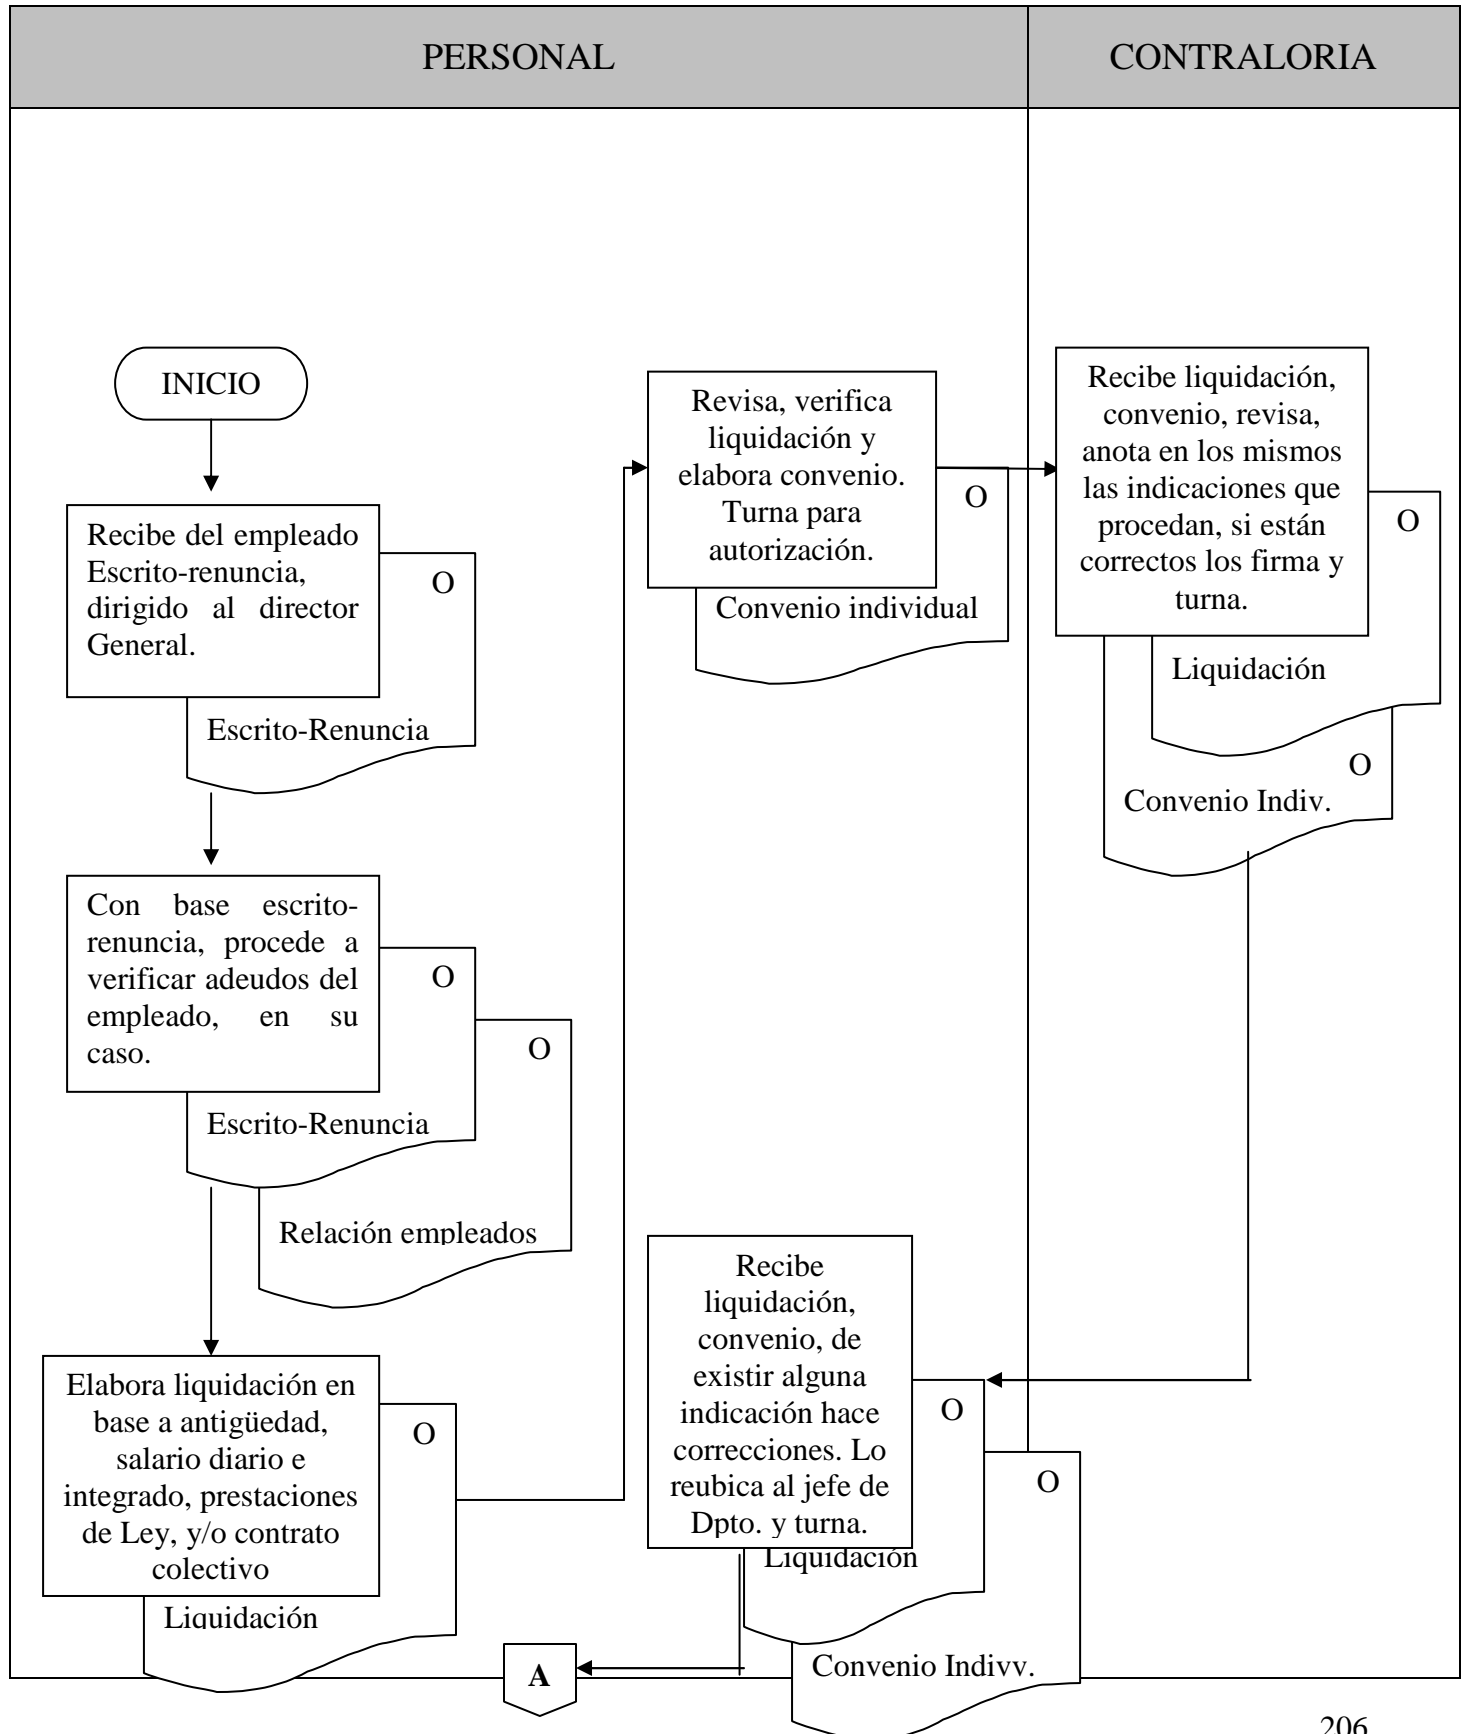 PERSONAL
CONTRALORIA
INICIO
Recibe del empleado
Escrito-renuncia,
dirigido al director
General.
O
Escrito-Renuncia
Con base escrito-
renuncia, procede a
verificar adeudos del
empleado, en su
caso.
O
O
Escrito-Renuncia
Relación empleados
Elabora liquidación en
base a antigüedad,
salario diario e
integrado, prestaciones
de Ley, y/o contrato
colectivo
O
Liquidación
Revisa, verifica
liquidación y
elabora convenio.
Turna para
autorización.
O
Convenio individual
Recibe liquidación,
convenio, revisa,
anota en los mismos
las indicaciones que
procedan, si están
correctos los firma y
turna.
O
Liquidación
O
Convenio Indiv.
Recibe
liquidación,
convenio, de
existir alguna
indicación hace
correcciones. Lo
reubica al jefe de
Dpto. y turna.
O
O
Liquidación
Convenio Indivv.
A
206